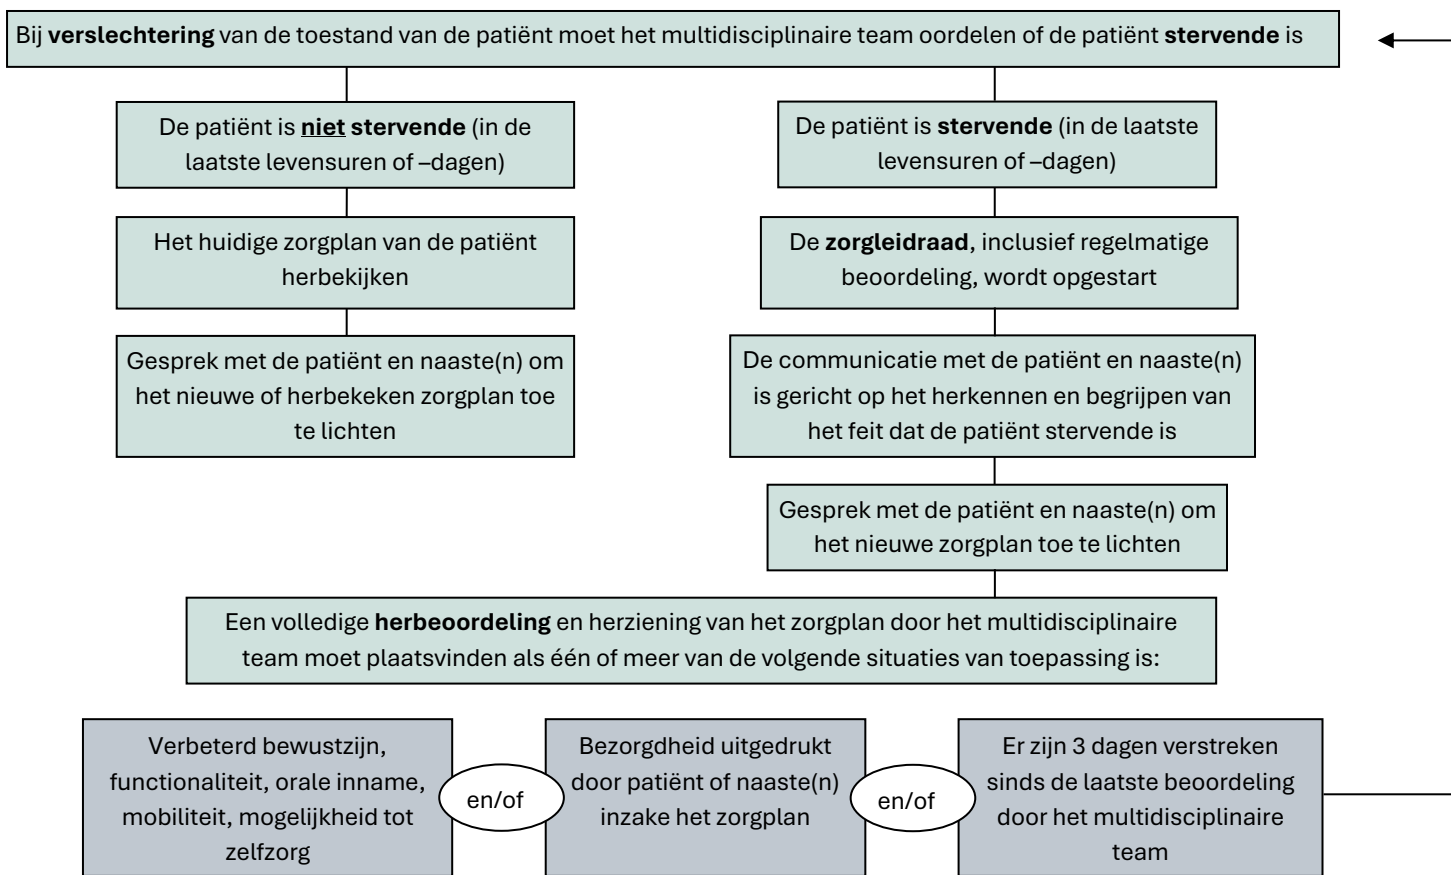 Bij verslechtering van de toestand van de patiënt moet het multidisciplinaire team oordelen of de patiënt stervende is
De patiënt is niet stervende (in de
laatste levensuren of –dagen)
Het huidige zorgplan van de patiënt
herbekijken
Gesprek met de patiënt en naaste(n) om
het nieuwe of herbekeken zorgplan toe
te lichten
De patiënt is stervende (in de laatste
levensuren of –dagen)
De zorgleidraad, inclusief regelmatige
beoordeling, wordt opgestart
De communicatie met de patiënt en naaste(n)
is gericht op het herkennen en begrijpen van
het feit dat de patiënt stervende is
Gesprek met de patiënt en naaste(n) om
het nieuwe zorgplan toe te lichten
Een volledige herbeoordeling en herziening van het zorgplan door het multidisciplinaire
team moet plaatsvinden als één of meer van de volgende situaties van toepassing is:
Verbeterd bewustzijn,
functionaliteit, orale inname,
mobiliteit, mogelijkheid tot
zelfzorg
en/of
Bezorgdheid uitgedrukt
door patiënt of naaste(n)
inzake het zorgplan
en/of
Er zijn 3 dagen verstreken
sinds de laatste beoordeling
door het multidisciplinaire
team